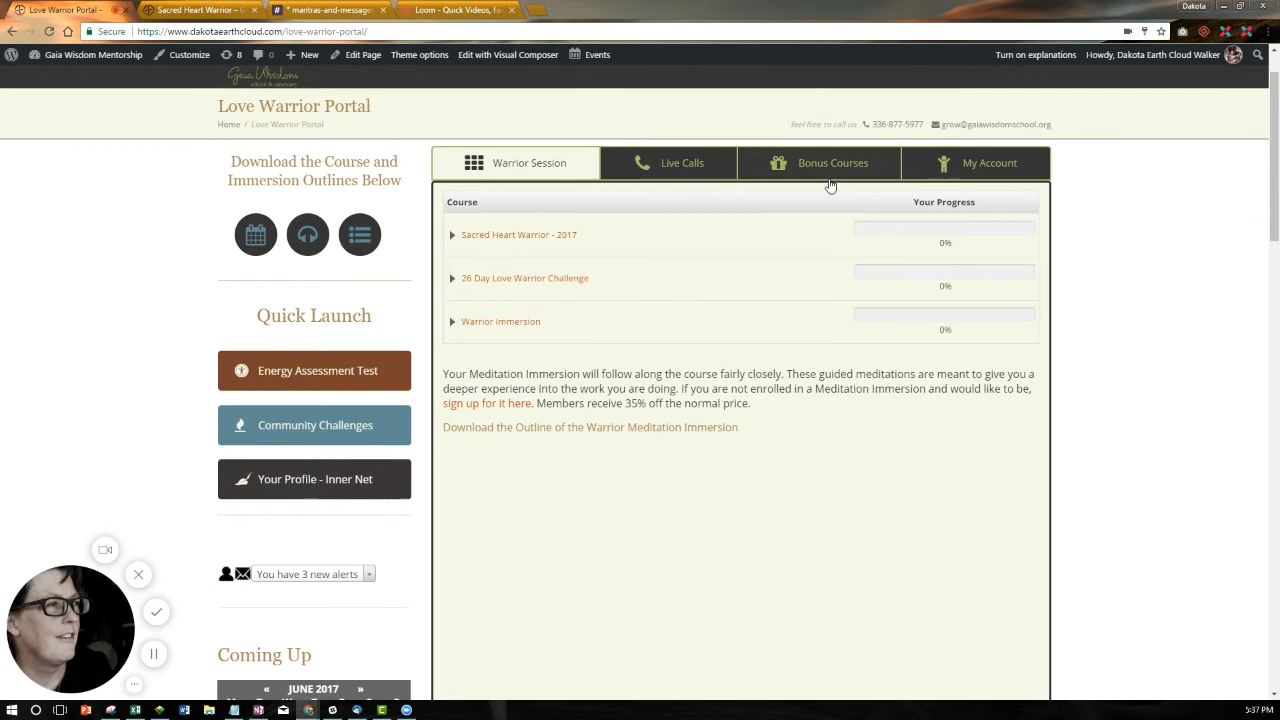 Love Warrior Portal -
Sacred Heart Warrior – G
* mantras-and-messages
Loom - Quick Videos, F
Dakota
https://www.dakotaearthcloud.com/love-warrior-portal/
Gaia Wisdom Mentorship
Customize
8
0
New
Edit Page
Theme options
Edit with Visual Composer
Events
Turn on explanations
Howdy, Dakota Earth Cloud Walker
Gaia Wisdom
Love Warrior Portal
Home / Love Warrior Portal
feel free to call us 336-877-5977 grow@gaiawisdomschool.org
Download the Course and
Immersion Outlines Below
Warrior Session
Live Calls
Bonus Courses
My Account
Course
Your Progress
Sacred Heart Warrior - 2017
0%
26 Day Love Warrior Challenge
0%
Warrior Immersion
0%
Quick Launch
Energy Assessment Test
Community Challenges
Your Profile - Inner Net
Your Meditation Immersion will follow along the course fairly closely. These guided meditations are meant to give you a
deeper experience into the work you are doing. If you are not enrolled in a Meditation Immersion and would like to be,
sign up for it here. Members receive 35% off the normal price.
Download the Outline of the Warrior Meditation Immersion
You have 3 new alerts
Coming Up
« JUNE 2017 »
5:37 PM